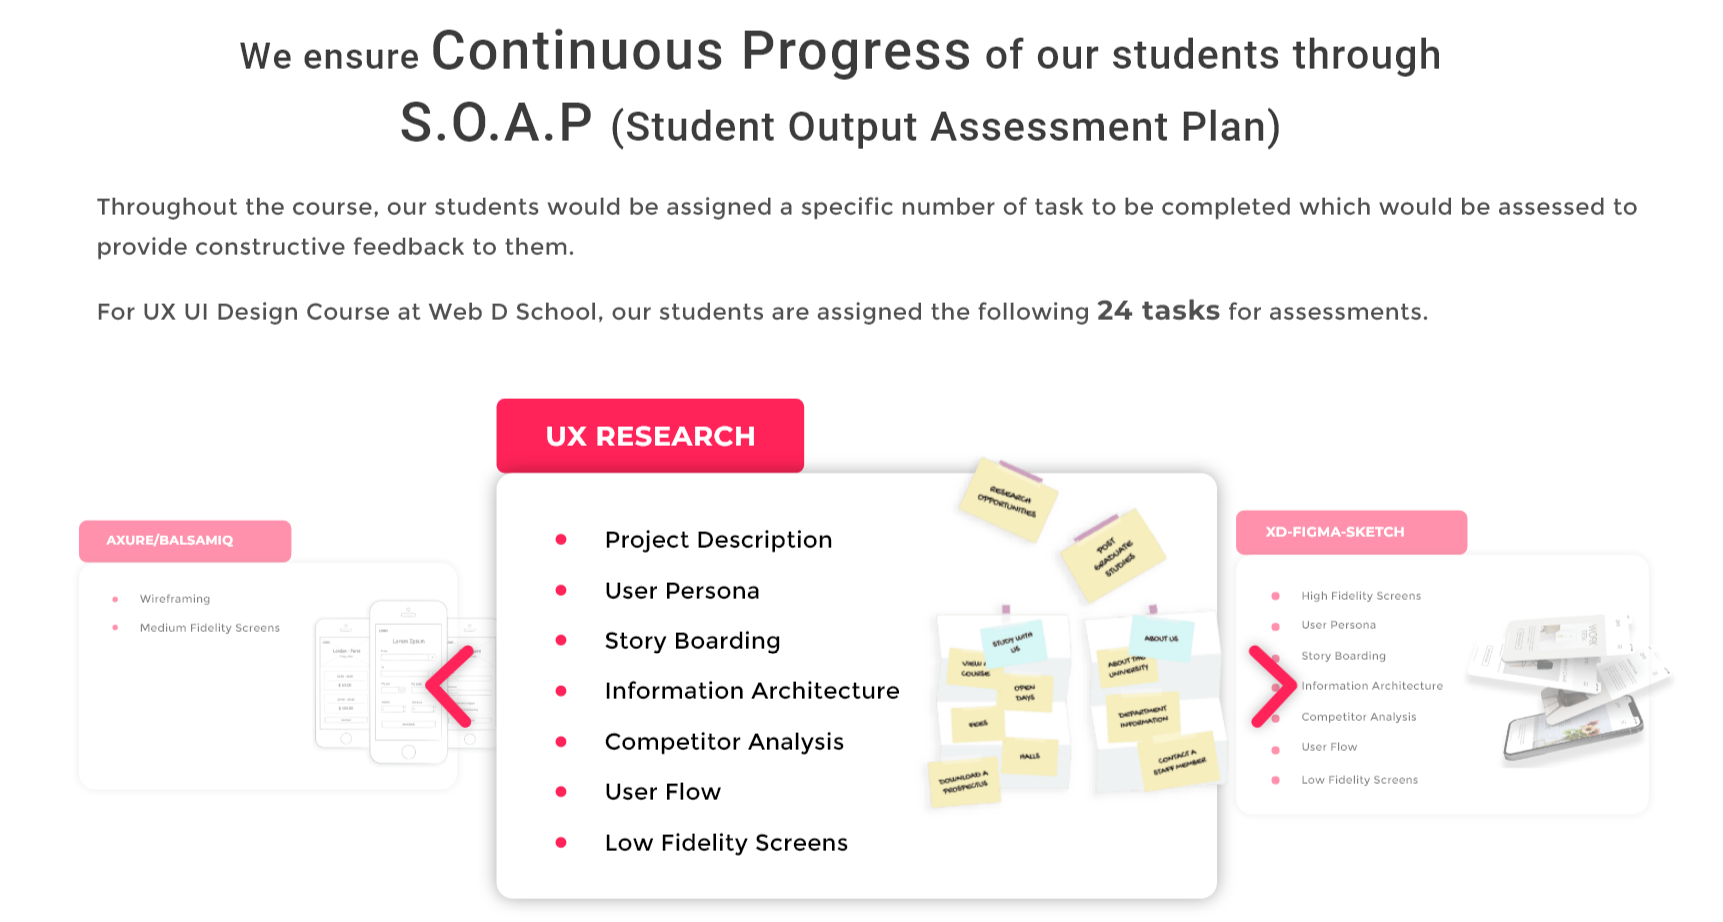 We ensure Continuous Progress of our students through
S.O.A.P (Student Output Assessment Plan)
Throughout the course, our students would be assigned a specific number of task to be completed which would be assessed to
provide constructive feedback to them.
For UX UI Design Course at Web D School, our students are assigned the following 24 tasks for assessments.
AXURE/BALSAMIQ
Wireframing
Medium Fidelity Screens
London - Paris
Lorem Ipsum
UX RESEARCH
Project Description
User Persona
Story Boarding
Information Architecture
Competitor Analysis
User Flow
Low Fidelity Screens
RESEARCH
OPPORTUNITIES
POST
GRADUATE
STUDIES
STUDY WITH
US
VIEW A
COURSE
OPEN
DAYS
FEES
HALLS
DOWNLOAD A
PROSPECTUS
ABOUT US
ABOUT THE
UNIVERSITY
DEPARTMENT
INFORMATION
CONTACT A
STAFF MEMBER
XD-FIGMA-SKETCH
High Fidelity Screens
User Persona
Story Boarding
Information Architecture
Competitor Analysis
User Flow
Low Fidelity Screens